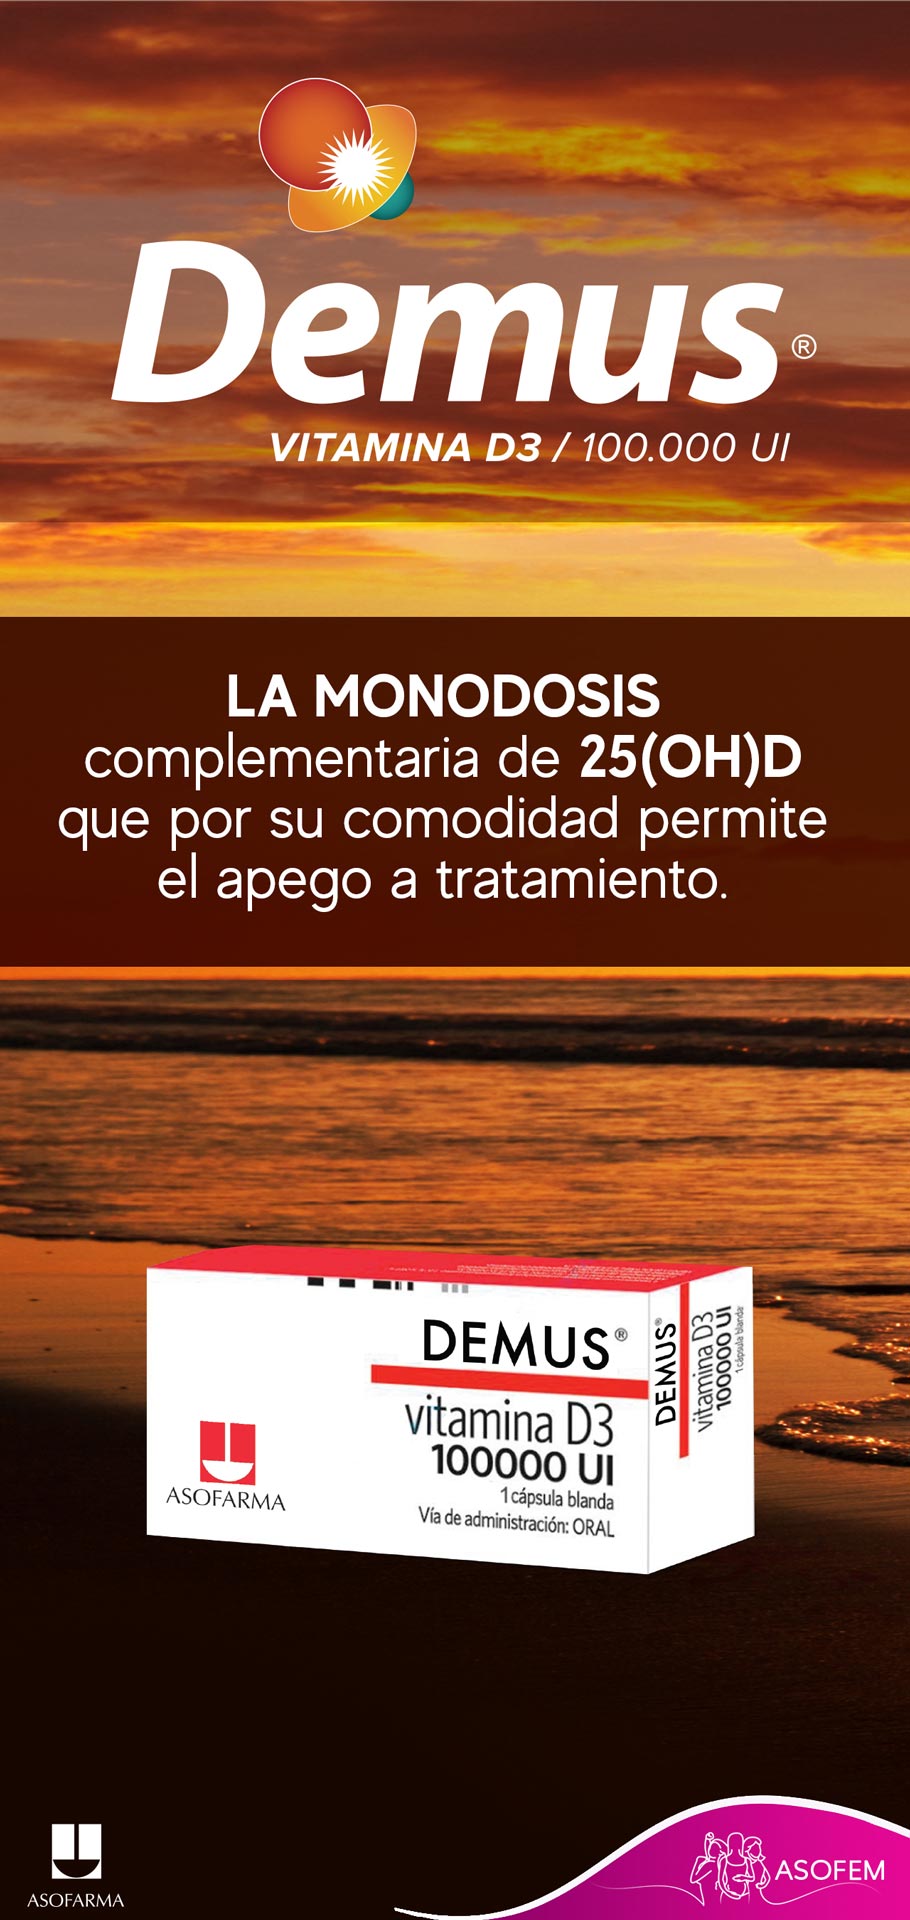 Demus®
VITAMINA D3 / 100.000 UI
LA MONODOSIS
complementaria de 25(OH)D
que por su comodidad permite
el apego a tratamiento.
DEMUS®
vitamina D3
100000 UI
1 cápsula blanda
Vía de administración: ORAL
ASOFARMA
DEMUS®
vitamina D3
100000 UI
1 cápsula blanda
ASOFARMA
ASOFEM